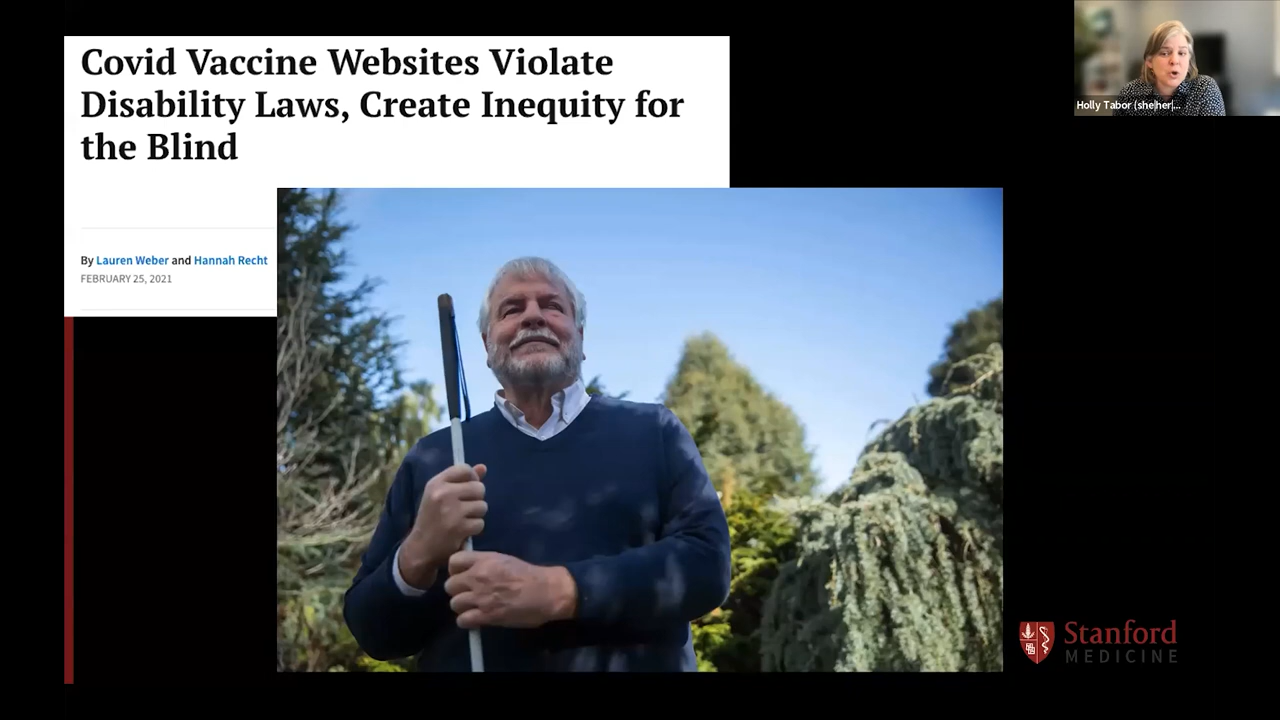 Covid Vaccine Websites Violate
Disability Laws, Create Inequity for
the Blind
By Lauren Weber and Hannah Recht
FEBRUARY 25, 2021
Holly Tabor (she|her|...
Stanford
MEDICINE